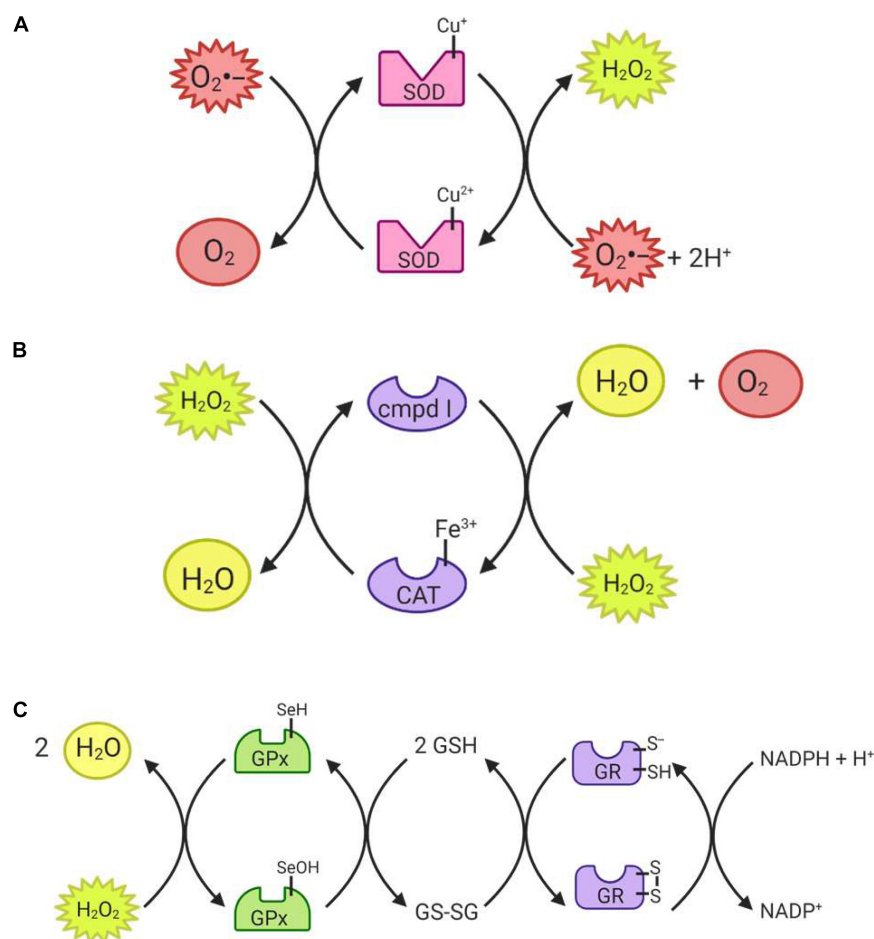 A
Cu⁺
O₂•–
SOD
H₂O₂
Cu²⁺
O₂
SOD
O₂•– + 2H⁺
B
H₂O₂
cmpd I
H₂O + O₂
Fe³⁺
H₂O
CAT
H₂O₂
C
SeH
2 H₂O
GPx
2 GSH
S⁻
GR
SH
NADPH + H⁺
SeOH
H₂O₂
GPx
GS-SG
S
GR
S
NADP⁺